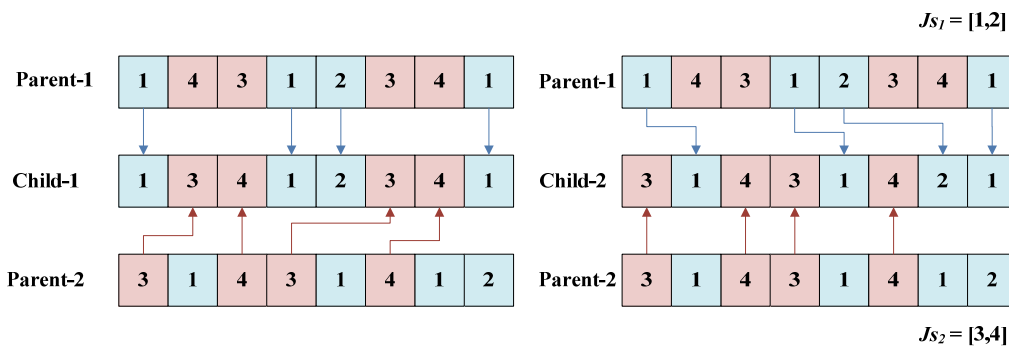 Js1 = [1,2]
Parent-1 1 4 3 1 2 3 4 1 Parent-1 1 4 3 1 2 3 4 1
Child-1 1 3 4 1 2 3 4 1 Child-2 3 1 4 3 1 4 2 1
Parent-2 3 1 4 3 1 4 1 2 Parent-2 3 1 4 3 1 4 1 2
Js2 = [3,4]